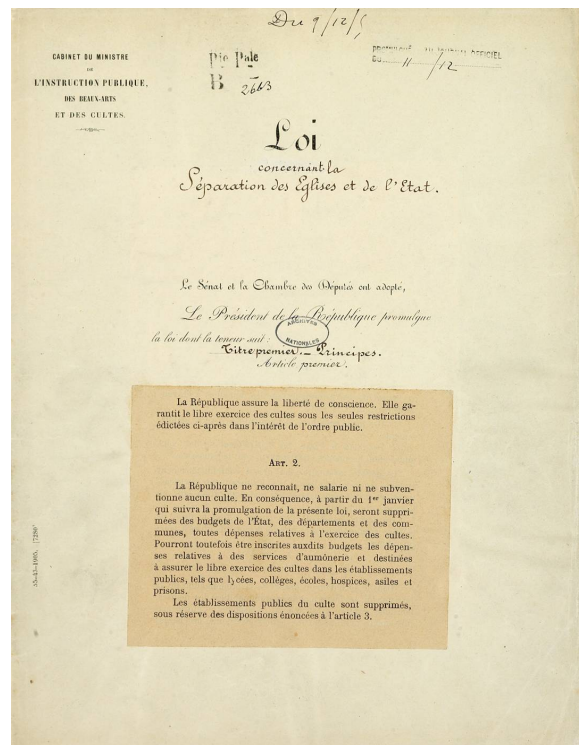 Du 9/12/5
CABINET DU MINISTRE
DE
L'INSTRUCTION PUBLIQUE,
DES BEAUX-ARTS
ET DES CULTES.
Pie Pale
B 2663
PROMULGUÉ AU JOURNAL OFFICIEL
DU 11/12
Loi
concernant la
Séparation des Eglises et de l'Etat.
Le Sénat et la Chambre des Députés ont adopté,
Le Président de la République promulgue
ARCHIVES
NATIONALES
la loi dont la teneur suit :
Titre premier. _ Principes.
Article premier.
La République assure la liberté de conscience. Elle ga-
rantit le libre exercice des cultes sous les seules restrictions
édictées ci-après dans l'intérêt de l'ordre public.
ART. 2.
La République ne reconnaît, ne salarie ni ne subven-
tionne aucun culte. En conséquence, à partir du 1er janvier
qui suivra la promulgation de la présente loi, seront suppri-
mées des budgets de l'État, des départements et des com-
munes, toutes dépenses relatives à l'exercice des cultes.
Pourront toutefois être inscrites auxdits budgets les dépen-
ses relatives à des services d'aumônerie et destinées
à assurer le libre exercice des cultes dans les établissements
publics, tels que lycées, collèges, écoles, hospices, asiles et
prisons.
Les établissements publics du culte sont supprimés,
sous réserve des dispositions énoncées à l'article 3.